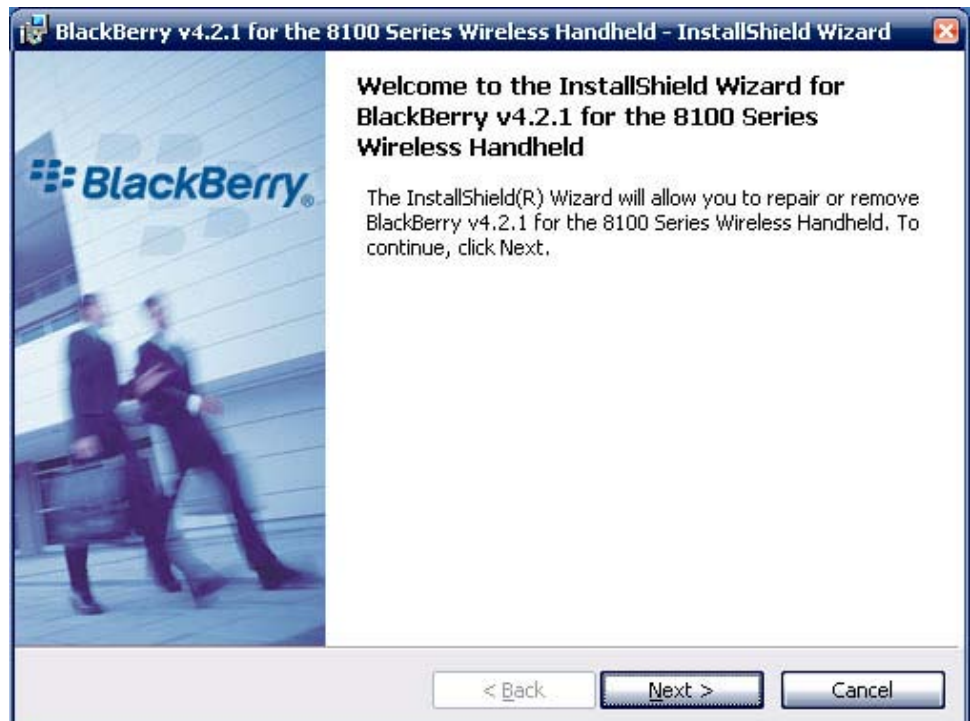 BlackBerry v4.2.1 for the 8100 Series Wireless Handheld - InstallShield Wizard
Welcome to the InstallShield Wizard for
BlackBerry v4.2.1 for the 8100 Series
Wireless Handheld
BlackBerry®
The InstallShield(R) Wizard will allow you to repair or remove
BlackBerry v4.2.1 for the 8100 Series Wireless Handheld. To
continue, click Next.
< Back
Next >
Cancel